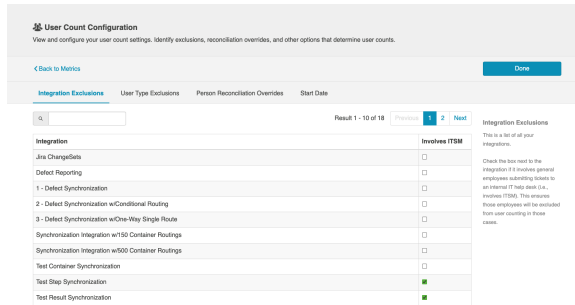 User Count Configuration
View and configure your user count settings. Identify exclusions, reconciliation overrides, and other options that determine user counts.
Back to Metrics
Done
Integration Exclusions
User Type Exclusions
Person Reconciliation Overrides
Start Date
Result 1 - 10 of 18
Previous
1
2
Next
Integration
Involves ITSM
Jira ChangeSets
Defect Reporting
1 - Defect Synchronization
2 - Defect Synchronization w/Conditional Routing
3 - Defect Synchronization w/One-Way Single Route
Synchronization Integration w/150 Container Routings
Synchronization Integration w/500 Container Routings
Test Container Synchronization
Test Step Synchronization
Test Result Synchronization
Integration Exclusions
This is a list of all your
integrations.
Check the box next to the
integration if it involves general
employees submitting tickets to
an internal IT help desk (i.e.,
involves ITSM). This ensures
those employees will be excluded
from user counting in those
cases.